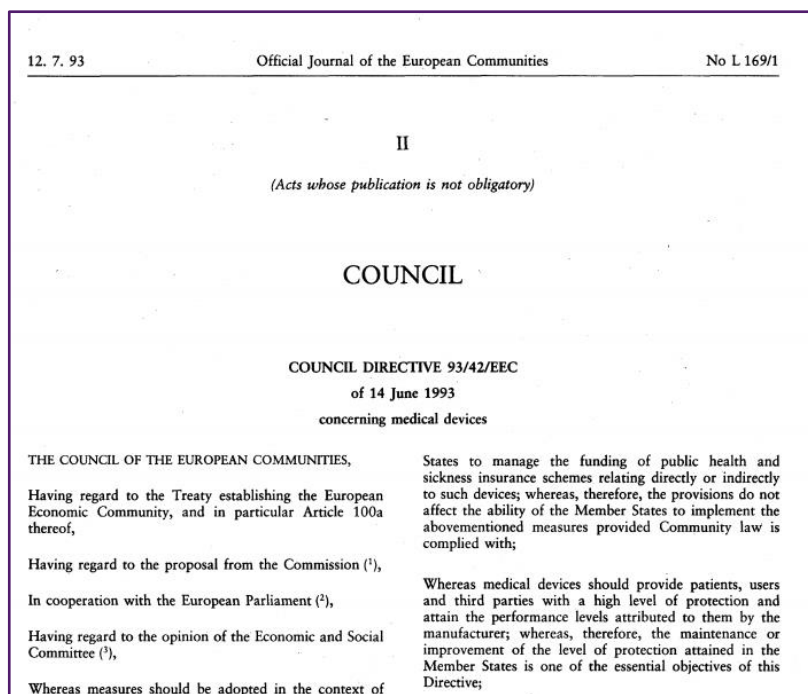 12. 7. 93 Official Journal of the European Communities No L 169/1
II
(Acts whose publication is not obligatory)
COUNCIL
COUNCIL DIRECTIVE 93/42/EEC
of 14 June 1993
concerning medical devices
THE COUNCIL OF THE EUROPEAN COMMUNITIES,
Having regard to the Treaty establishing the European
Economic Community, and in particular Article 100a
thereof,
Having regard to the proposal from the Commission (¹),
In cooperation with the European Parliament (²),
Having regard to the opinion of the Economic and Social
Committee (³),
Whereas measures should be adopted in the context of
States to manage the funding of public health and
sickness insurance schemes relating directly or indirectly
to such devices; whereas, therefore, the provisions do not
affect the ability of the Member States to implement the
abovementioned measures provided Community law is
complied with;
Whereas medical devices should provide patients, users
and third parties with a high level of protection and
attain the performance levels attributed to them by the
manufacturer; whereas, therefore, the maintenance or
improvement of the level of protection attained in the
Member States is one of the essential objectives of this
Directive;